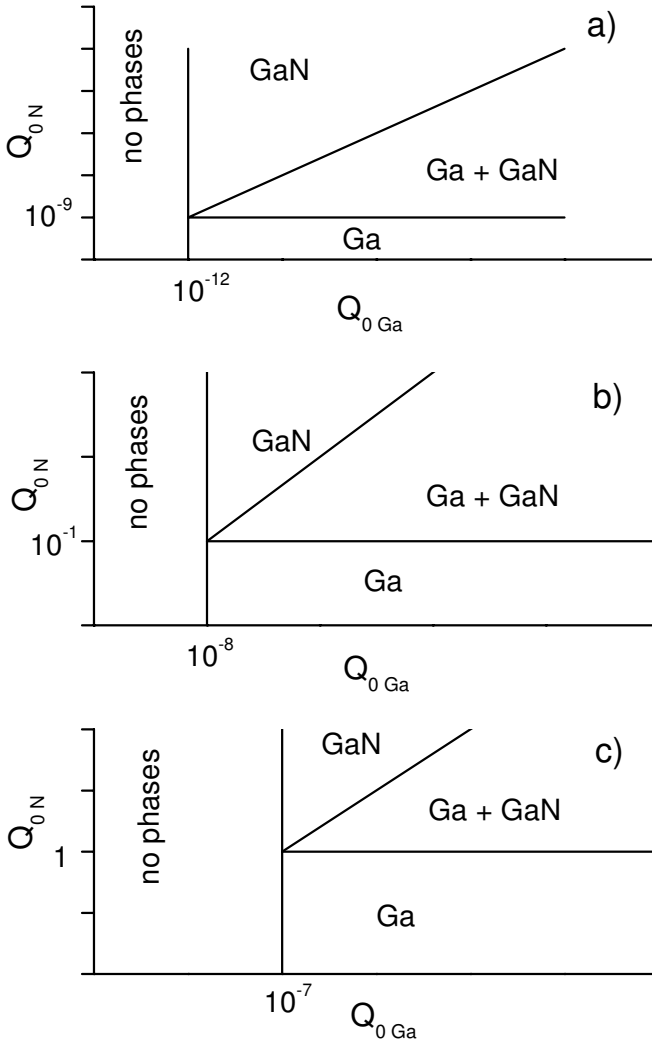 a)
GaN
no phases
Q0 N
Ga + GaN
10-9
Ga
10-12
Q0 Ga
b)
GaN
no phases
Q0 N
Ga + GaN
10-1
Ga
10-8
Q0 Ga
c)
GaN
no phases
Q0 N
Ga + GaN
1
Ga
10-7
Q0 Ga